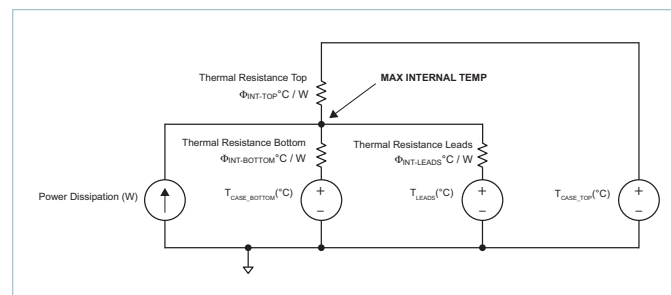 Thermal Resistance Top
MAX INTERNAL TEMP
ΦINT-TOP°C / W
Thermal Resistance Bottom
ΦINT-BOTTOM°C / W
Thermal Resistance Leads
ΦINT-LEADS°C / W
Power Dissipation (W)
TCASE_BOTTOM(°C)
+
–
TLEADS(°C)
+
–
TCASE_TOP(°C)
+
–